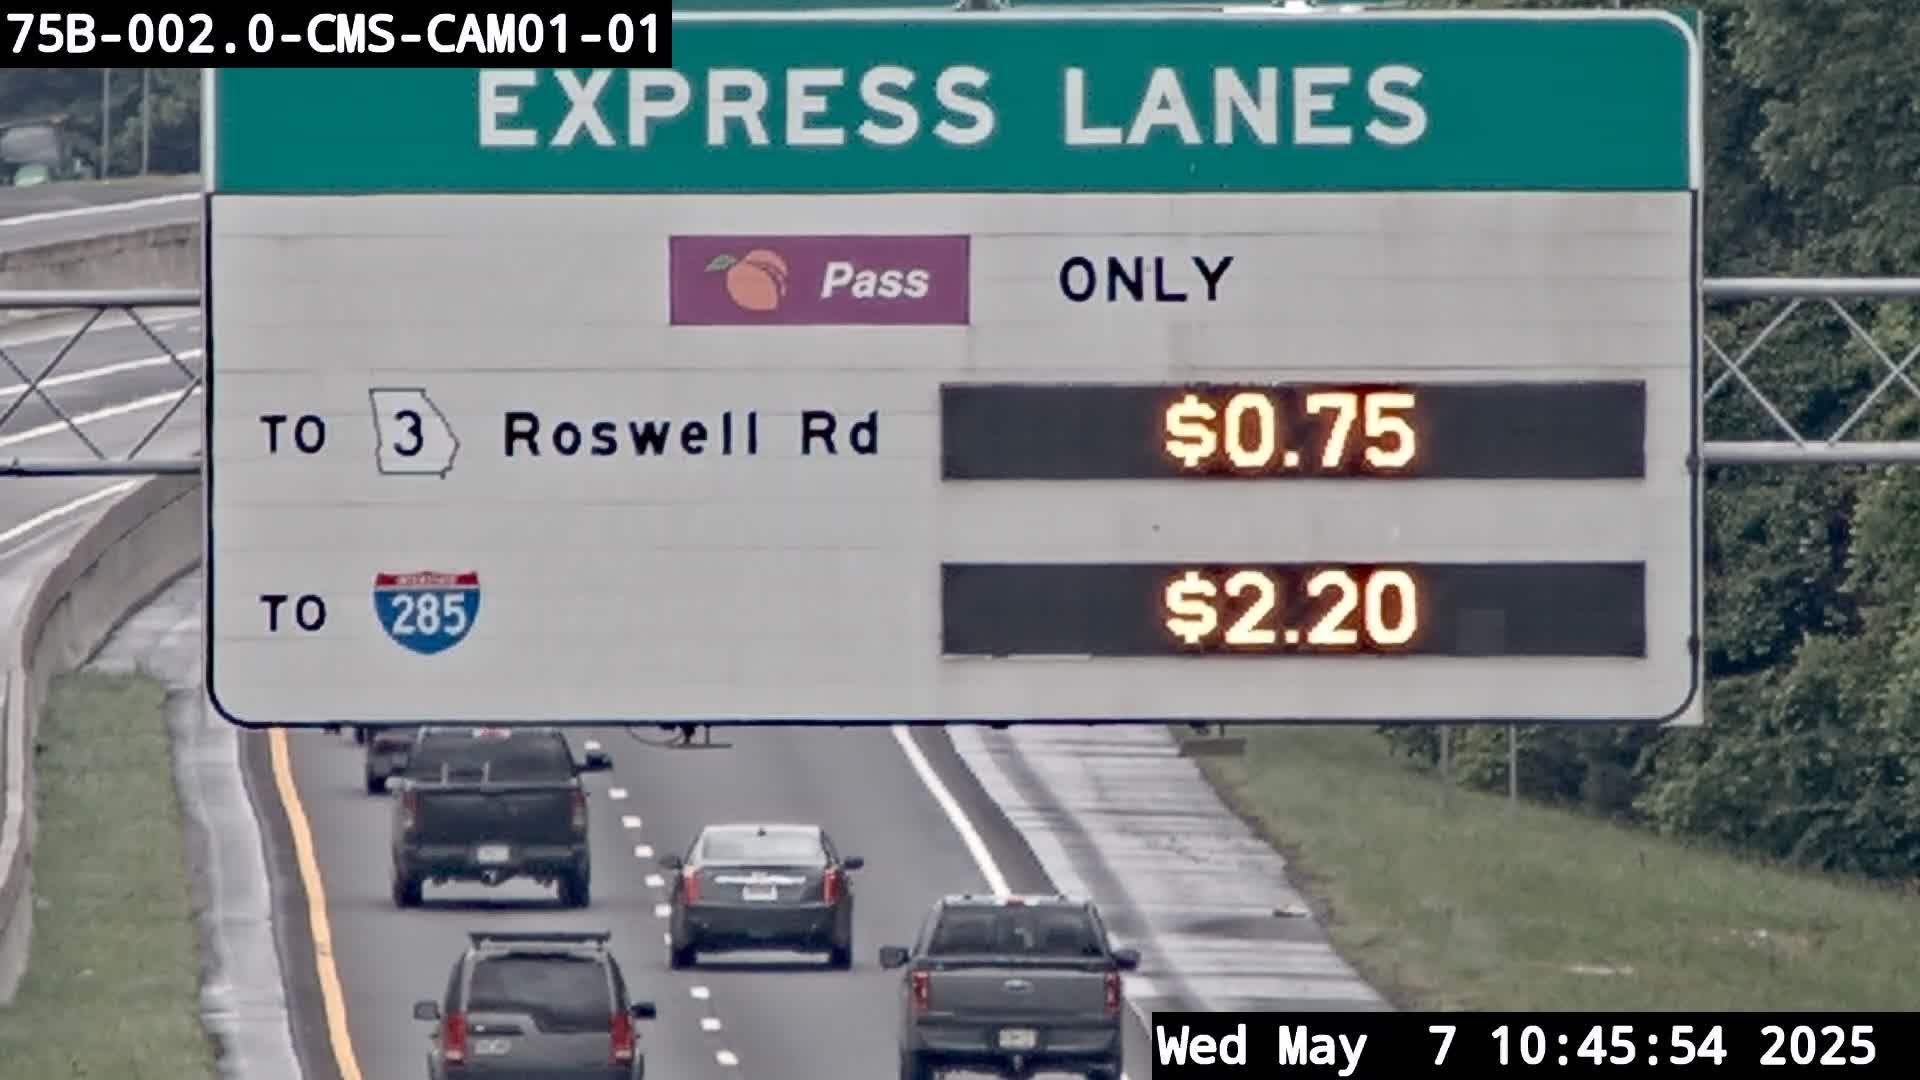 75B-002.0-CMS-CAM01-01
EXPRESS LANES
Pass ONLY
TO 3 Roswell Rd $0.75
INTERSTATE
TO 285 $2.20
Wed May 7 10:45:54 2025